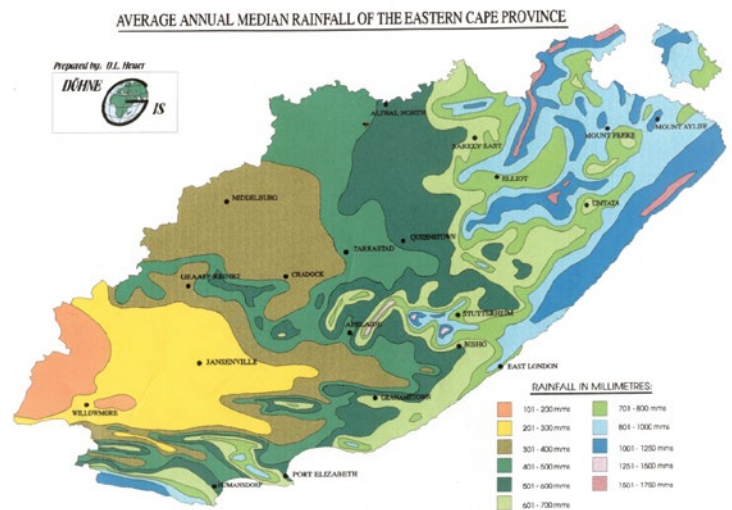 AVERAGE ANNUAL MEDIAN RAINFALL OF THE EASTERN CAPE PROVINCE
Prepared by: D.L. Heuer
DÖHNE
G
IS
ALIWAL NORTH
BARKLY EAST
MOUNT FRERE
MOUNT AYLIFF
ELLIOT
UMTATA
MIDDELBURG
QUEENSTOWN
TARKASTAD
GRAAFF-REINET
CRADOCK
STUTTERHEIM
ADELAIDE
BISHO
JANSENVILLE
EAST LONDON
GRAHAMSTOWN
WILLOWMORE
PORT ELIZABETH
HUMANSDORP
RAINFALL IN MILLIMETRES:
101 - 200 mms
201 - 300 mms
301 - 400 mms
401 - 500 mms
501 - 600 mms
601 - 700 mms
701 - 800 mms
801 - 1000 mms
1001 - 1250 mms
1251 - 1500 mms
1501 - 1750 mms